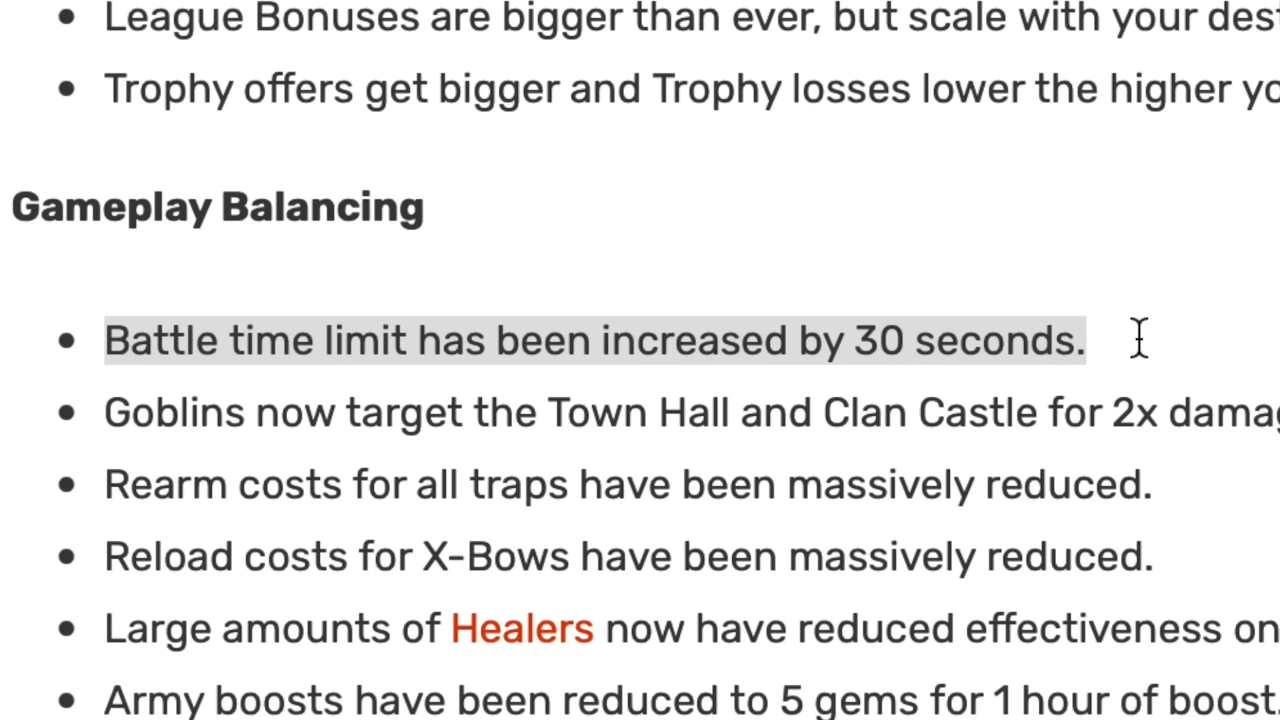 League Bonuses are bigger than ever, but scale with your
Trophy offers get bigger and Trophy losses lower the higher
Gameplay Balancing
Battle time limit has been increased by 30 seconds.
Goblins now target the Town Hall and Clan Castle for 2x
Rearm costs for all traps have been massively reduced.
Reload costs for X-Bows have been massively reduced.
Large amounts of Healers now have reduced effectiveness on
Army boosts have been reduced to 5 gems for 1 hour of boost.